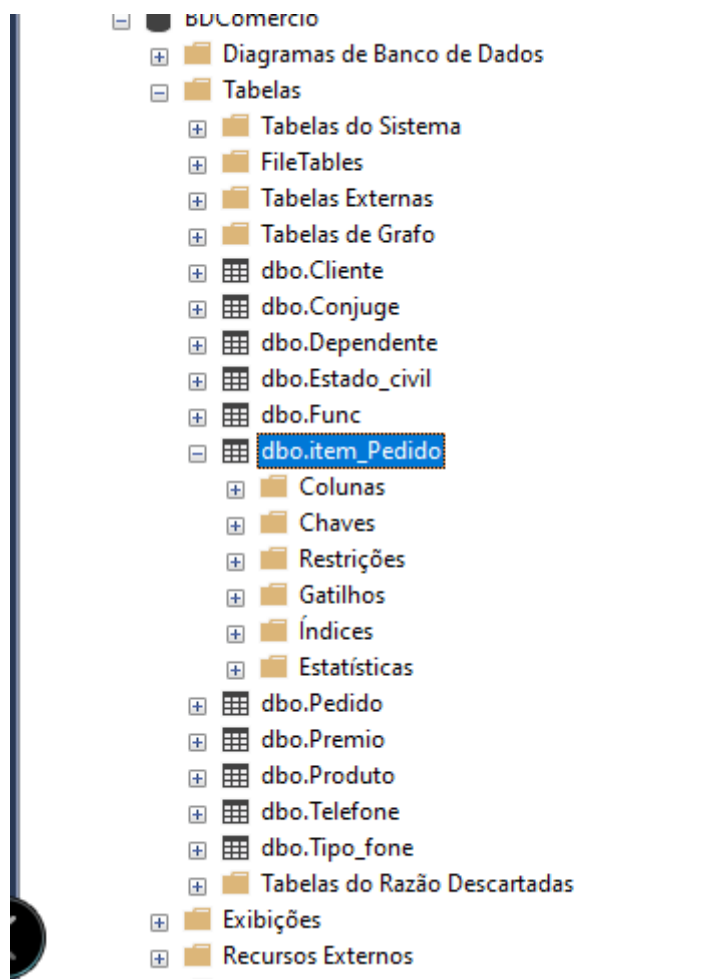 BDComercio
Diagramas de Banco de Dados
Tabelas
Tabelas do Sistema
FileTables
Tabelas Externas
Tabelas de Grafo
dbo.Cliente
dbo.Conjuge
dbo.Dependente
dbo.Estado_civil
dbo.Func
dbo.item_Pedido
Colunas
Chaves
Restrições
Gatilhos
Índices
Estatísticas
dbo.Pedido
dbo.Premio
dbo.Produto
dbo.Telefone
dbo.Tipo_fone
Tabelas do Razão Descartadas
Exibições
Recursos Externos